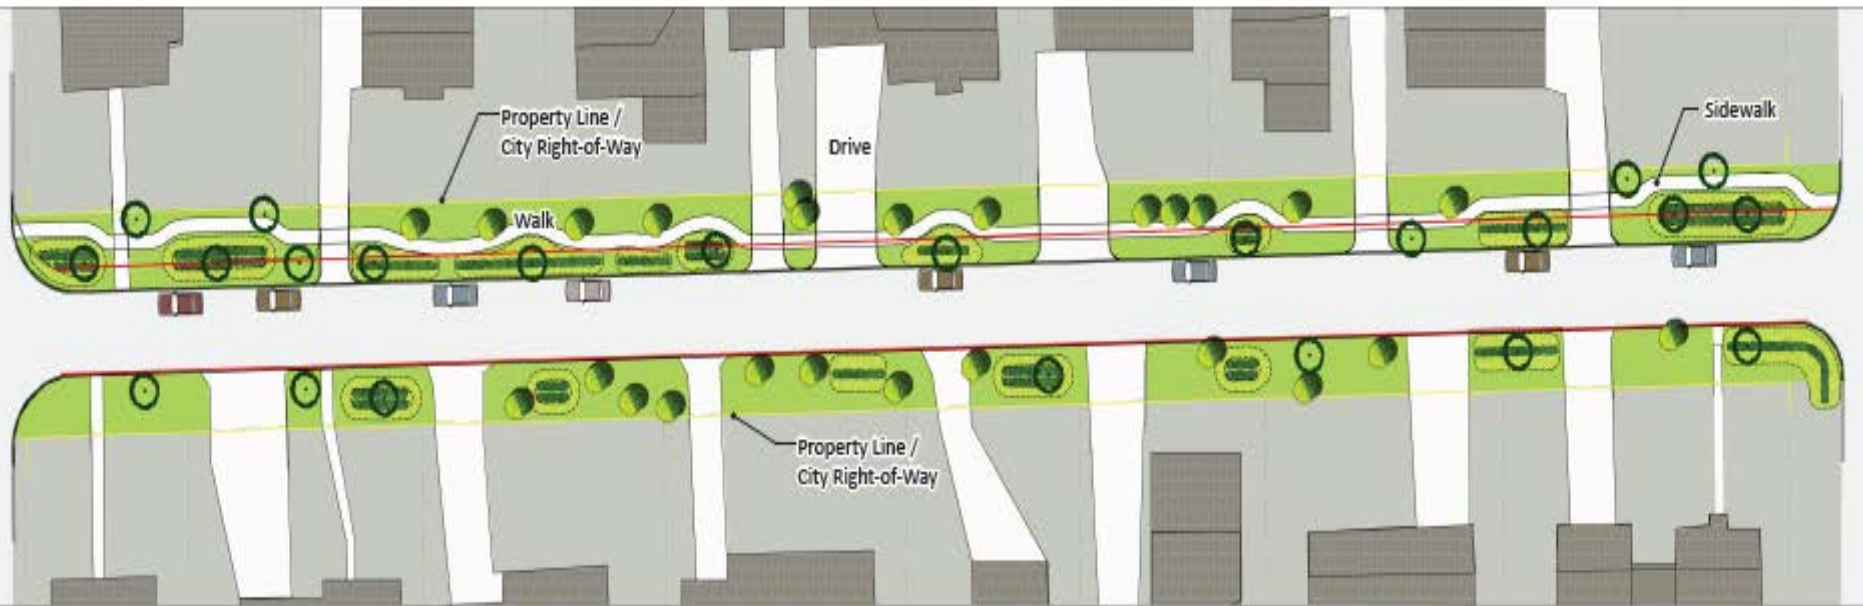 Property Line /
City Right-of-Way
Drive
Sidewalk
Walk
Property Line /
City Right-of-Way